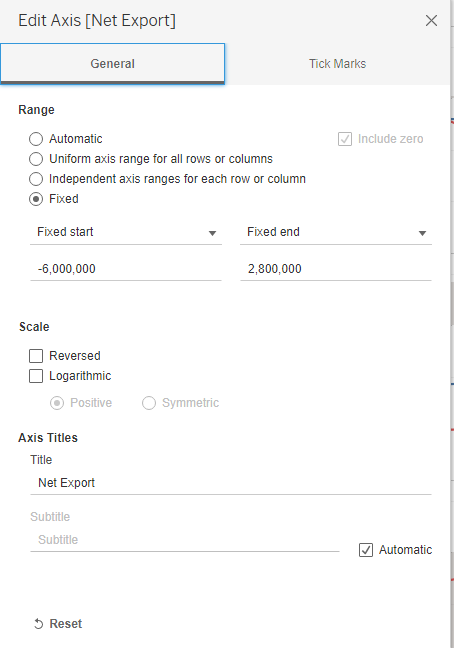 Edit Axis [Net Export]
General
Tick Marks
Range
Automatic
Include zero
Uniform axis range for all rows or columns
Independent axis ranges for each row or column
Fixed
Fixed start
Fixed end
-6,000,000
2,800,000
Scale
Reversed
Logarithmic
Positive
Symmetric
Axis Titles
Title
Net Export
Subtitle
Subtitle
Automatic
Reset